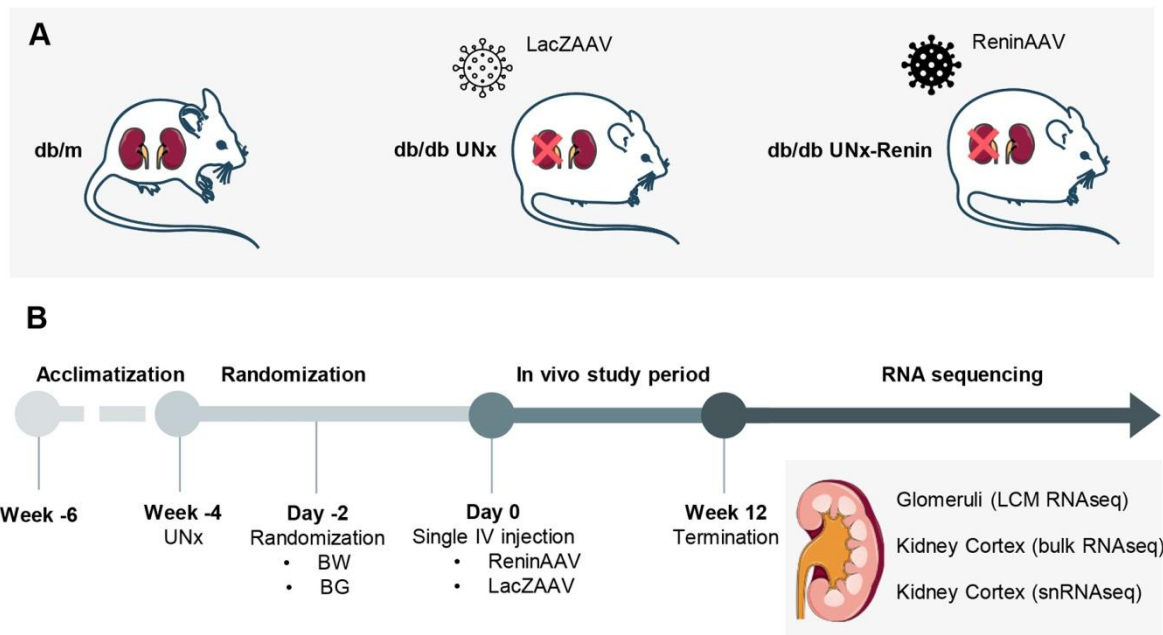 A
LacZAAV
ReninAAV
db/m
db/db UNx
db/db UNx-Renin
B
Acclimatization
Randomization
In vivo study period
RNA sequencing
Week -6
Week -4
UNx
Day -2
Randomization
• BW
• BG
Day 0
Single IV injection
• ReninAAV
• LacZAAV
Week 12
Termination
Glomeruli (LCM RNAseq)
Kidney Cortex (bulk RNAseq)
Kidney Cortex (snRNAseq)